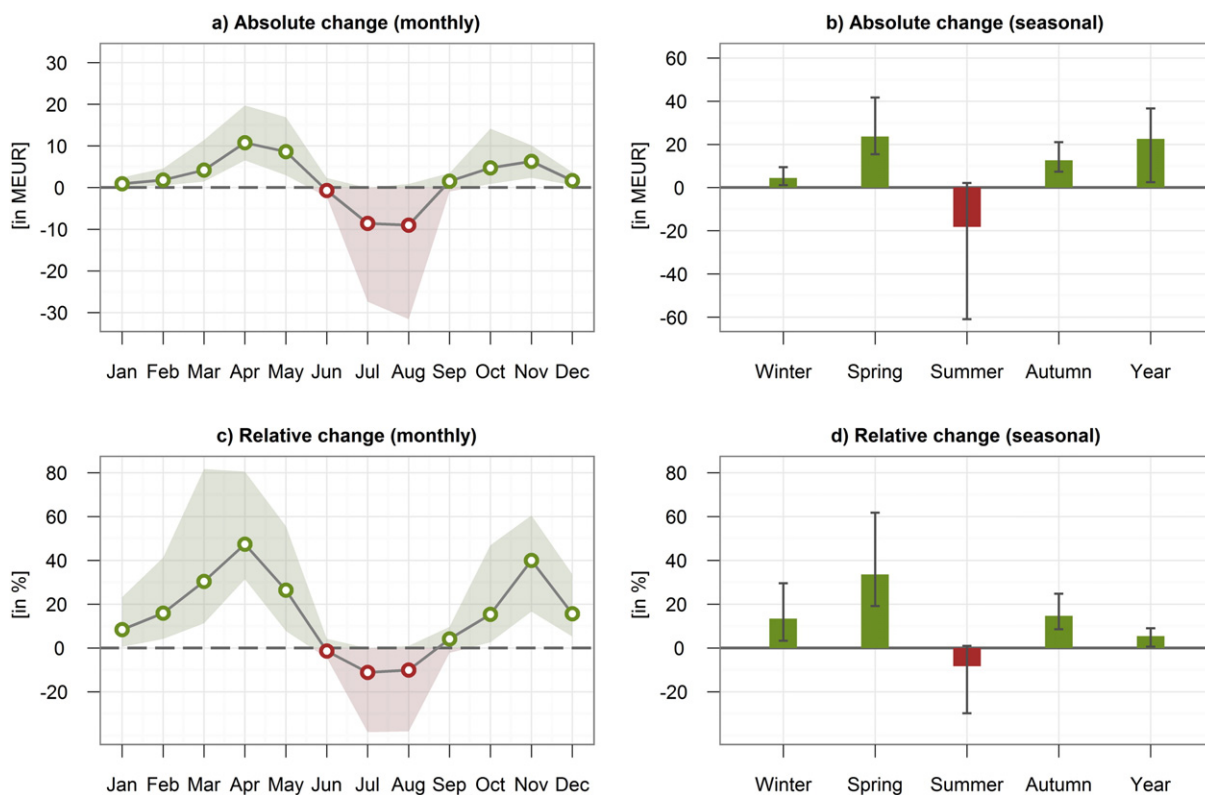 a) Absolute change (monthly)
[in MEUR]
30
20
10
0
-10
-20
-30
Jan Feb Mar Apr May Jun Jul Aug Sep Oct Nov Dec
b) Absolute change (seasonal)
[in MEUR]
60
40
20
0
-20
-40
-60
Winter Spring Summer Autumn Year
c) Relative change (monthly)
[in %]
80
60
40
20
0
-20
Jan Feb Mar Apr May Jun Jul Aug Sep Oct Nov Dec
d) Relative change (seasonal)
[in %]
80
60
40
20
0
-20
Winter Spring Summer Autumn Year